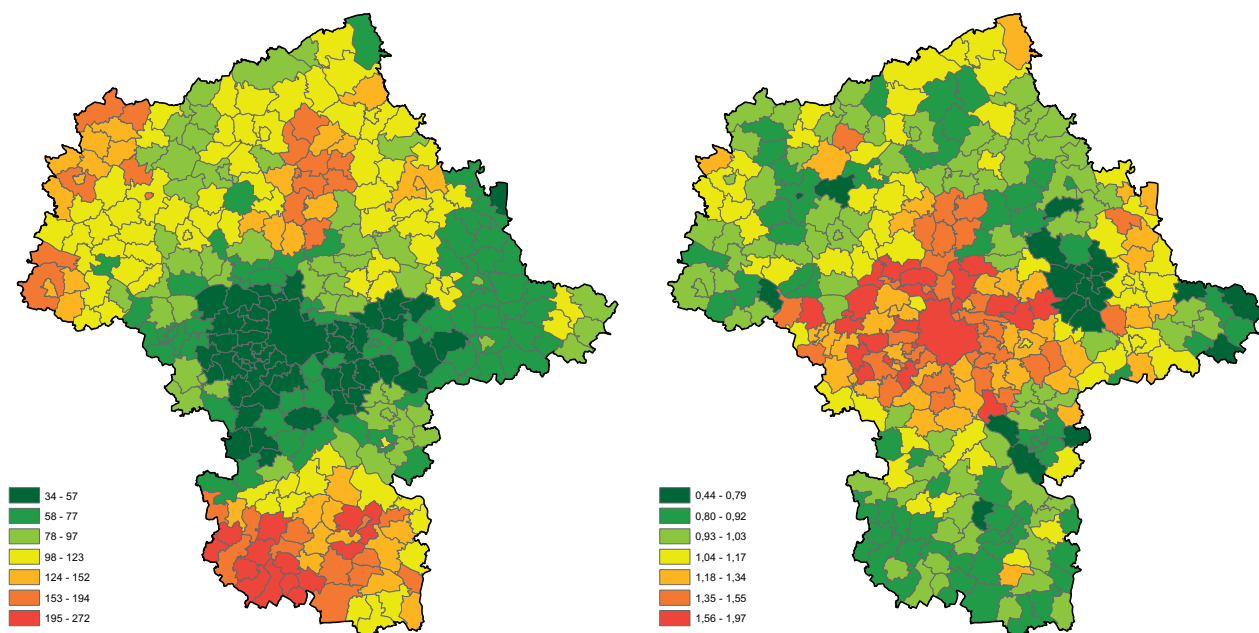 34 - 57
58 - 77
78 - 97
98 - 123
124 - 152
153 - 194
195 - 272
0,44 - 0,79
0,80 - 0,92
0,93 - 1,03
1,04 - 1,17
1,18 - 1,34
1,35 - 1,55
1,56 - 1,97